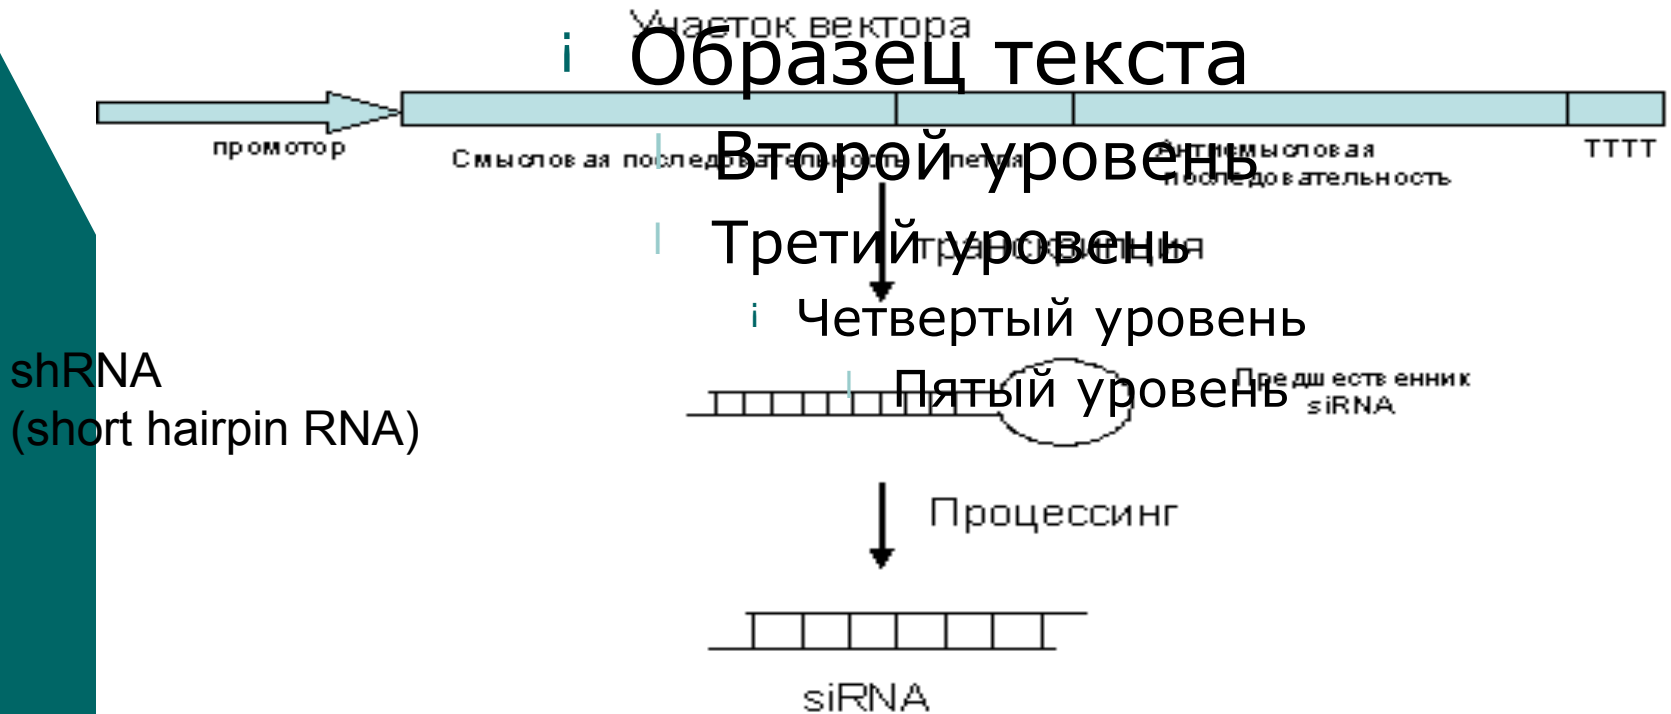 Участок вектора
Образец текста
промотор
Смысловая последовательность
петля
Антисмысловая
последовательность
TTTT
Второй уровень
Третий уровень
транскрипция
Четвертый уровень
Пятый уровень
shRNA
(short hairpin RNA)
Предшественник
siRNA
Процессинг
siRNA